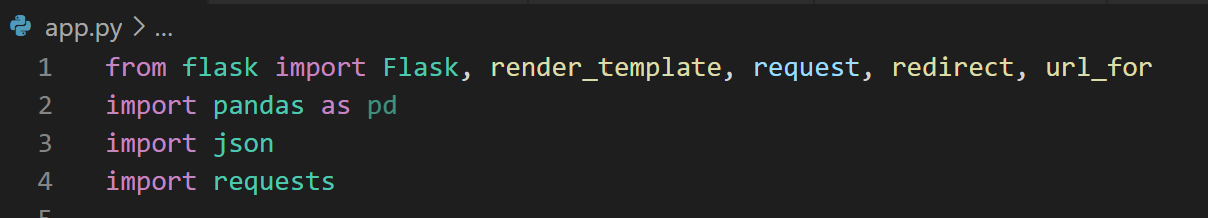 app.py > ...
1 from flask import Flask, render_template, request, redirect, url_for
2 import pandas as pd
3 import json
4 import requests
5